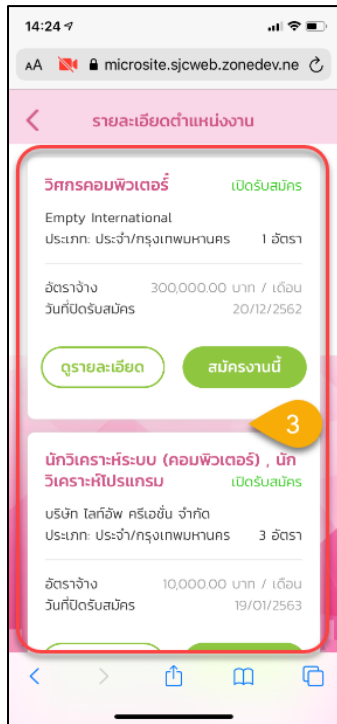 14:24
AA microsite.sjcweb.zonedev.ne
รายละเอียดตำแหน่งงาน
วิศกรคอมพิวเตอร์ เปิดรับสมัคร
Empty International
ประเภท: ประจำ/กรุงเทพมหานคร 1 อัตรา
อัตราจ้าง 300,000.00 บาท / เดือน
วันที่ปิดรับสมัคร 20/12/2562
ดูรายละเอียด สมัครงานนี้
3
นักวิเคราะห์ระบบ (คอมพิวเตอร์) , นัก
วิเคราะห์โปรแกรม เปิดรับสมัคร
บริษัท ไลท์อัพ ครีเอชั่น จำกัด
ประเภท: ประจำ/กรุงเทพมหานคร 3 อัตรา
อัตราจ้าง 10,000.00 บาท / เดือน
วันที่ปิดรับสมัคร 19/01/2563